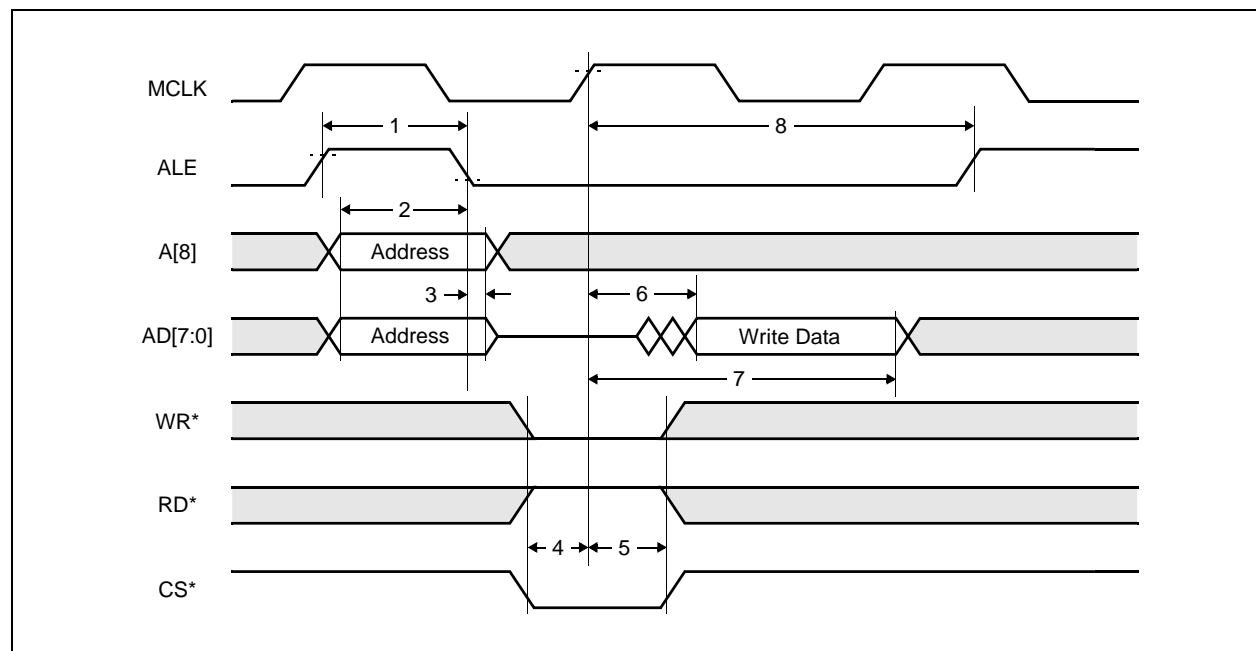 MCLK
1
8
ALE
2
A[8]
Address
3
6
AD[7:0]
Address
Write Data
7
WR*
RD*
4
5
CS*